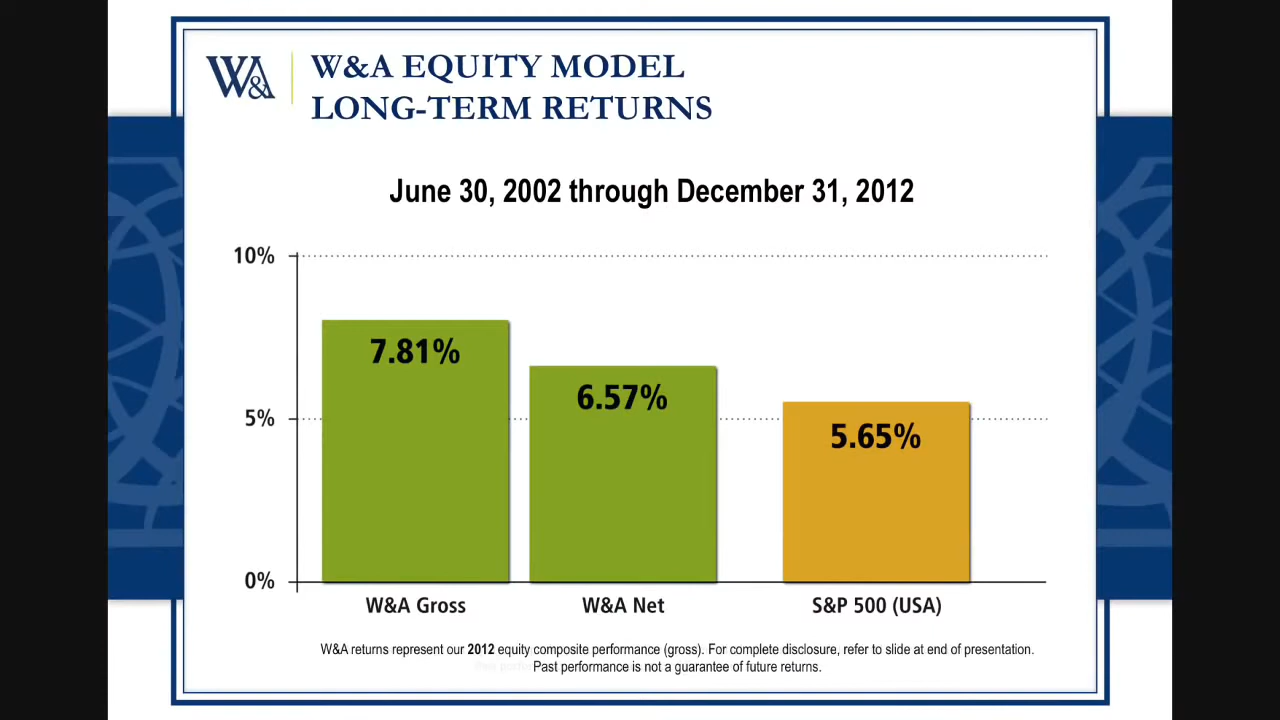 W&A
W&A EQUITY MODEL
LONG-TERM RETURNS
June 30, 2002 through December 31, 2012
10%
5%
0%
7.81%
6.57%
5.65%
W&A Gross
W&A Net
S&P 500 (USA)
W&A returns represent our 2012 equity composite performance (gross). For complete disclosure, refer to slide at end of presentation.
Past performance is not a guarantee of future returns.